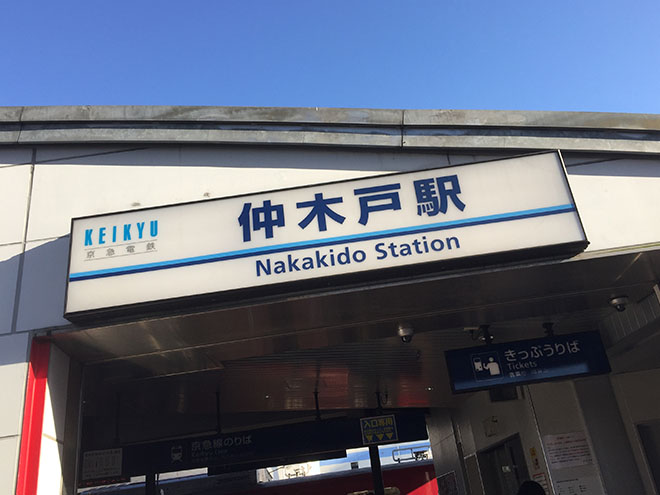 KEIKYU
京急電鉄
仲木戸駅
Nakakido Station
きっぷうりば
Tickets
入口専用
京急線のりば